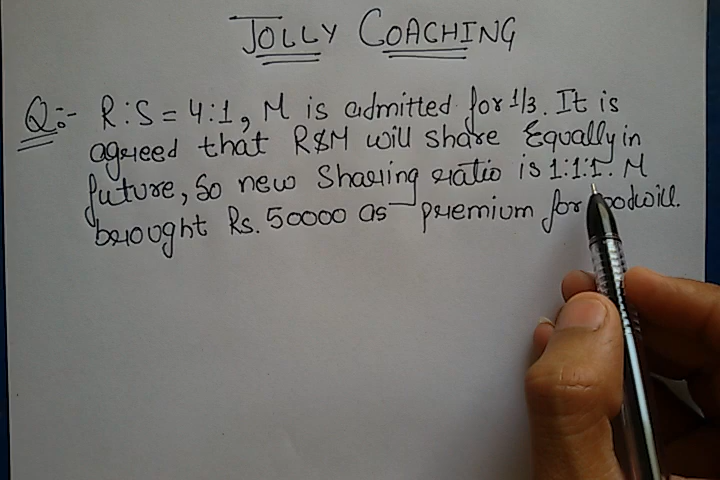 JOLLY COACHING
Q:- R:S = 4:1, M is admitted for 1/3. It is
agreed that R&M will share Equally in
future, So new Sharing ratio is 1:1:1. M
brought Rs. 50000 as premium for Goodwill.